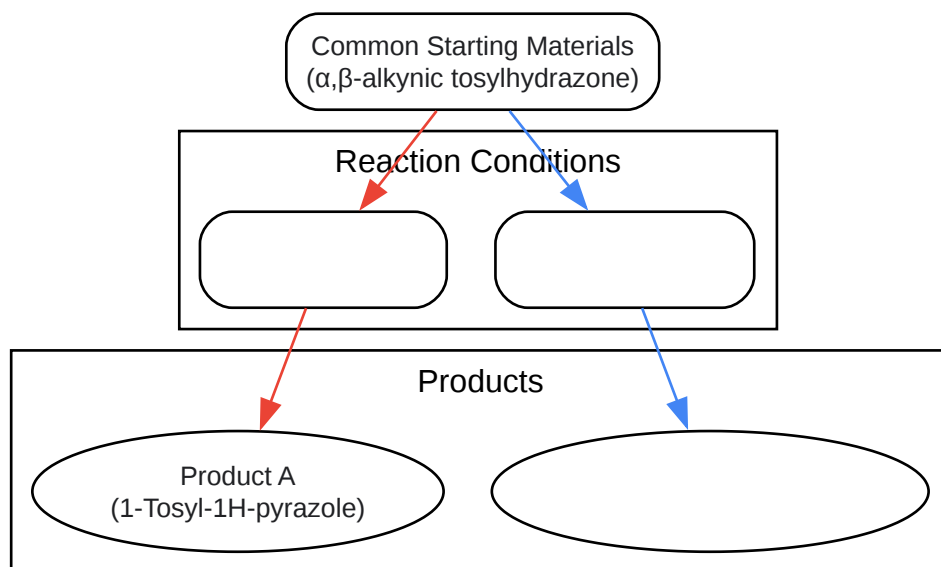 Common Starting Materials
(α,β-alkynic tosylhydrazone)
Reaction Conditions
Products
Product A
(1-Tosyl-1H-pyrazole)